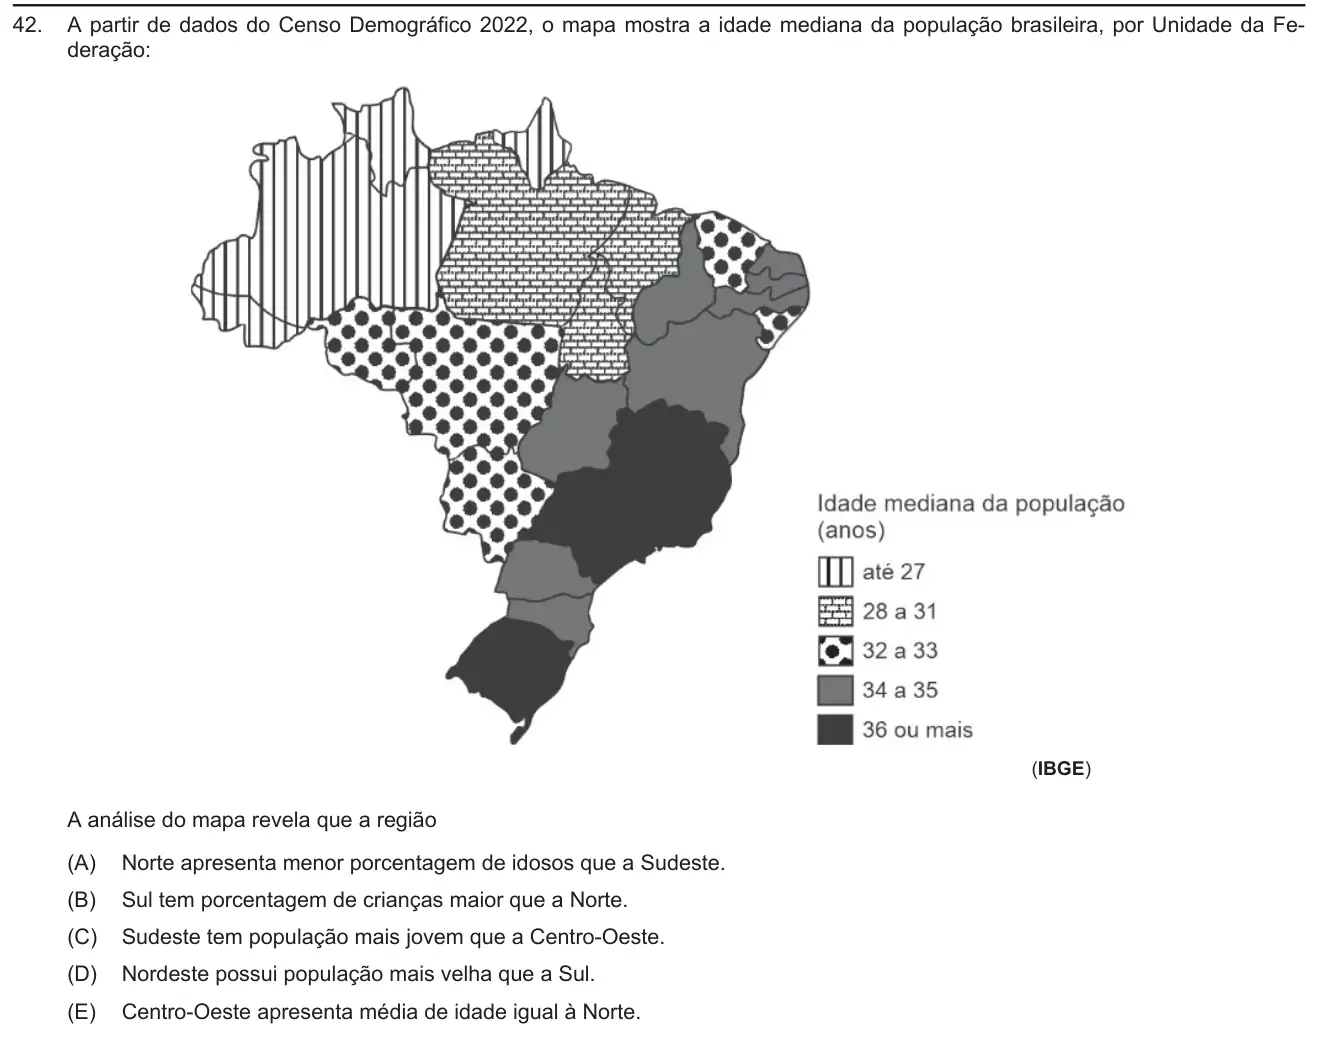 42. A partir de dados do Censo Demográfico 2022, o mapa mostra a idade mediana da população brasileira, por Unidade da Fe-
deração:
Idade mediana da população
(anos)
até 27
28 a 31
32 a 33
34 a 35
36 ou mais
(IBGE)
A análise do mapa revela que a região
(A) Norte apresenta menor porcentagem de idosos que a Sudeste.
(B) Sul tem porcentagem de crianças maior que a Norte.
(C) Sudeste tem população mais jovem que a Centro-Oeste.
(D) Nordeste possui população mais velha que a Sul.
(E) Centro-Oeste apresenta média de idade igual à Norte.